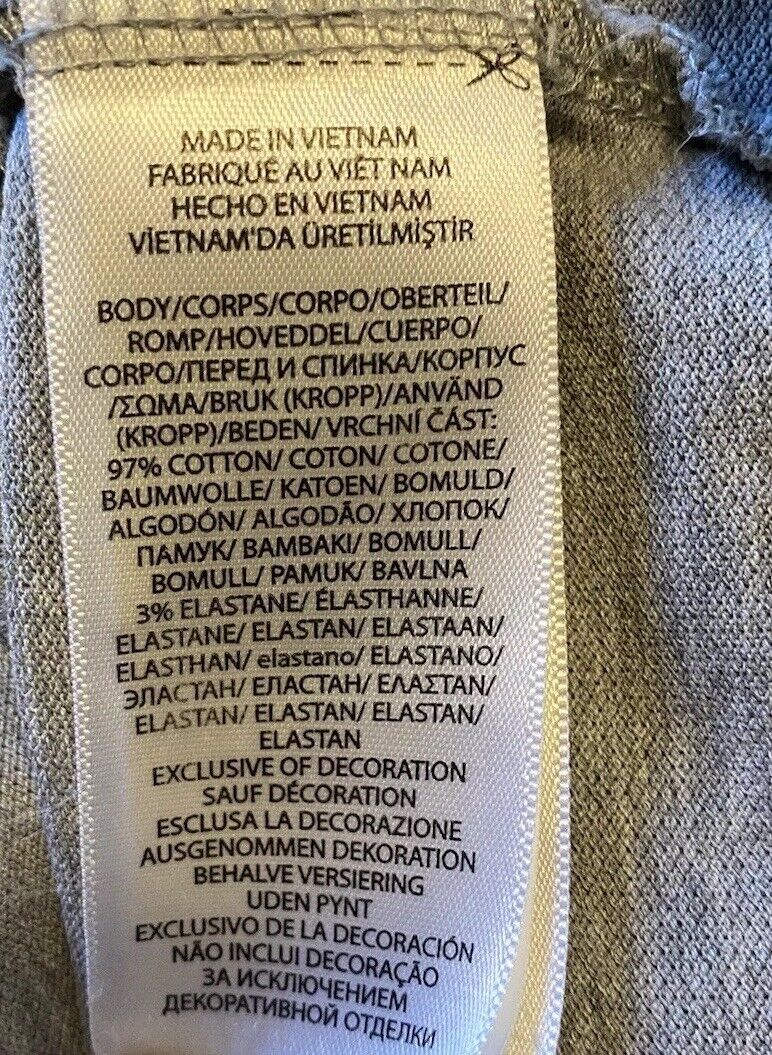 MADE IN VIETNAM
FABRIQUÉ AU VIÊT NAM
HECHO EN VIETNAM
VİETNAM'DA ÜRETİLMİŞTİR
BODY/CORPS/CORPO/OBERTEIL/
ROMP/HOVEDDEL/CUERPO/
CORPO/ПЕРЕД И СПИНКА/КОРПУС
/ΣΩΜΑ/BRUK (KROPP)/ANVÄND
(KROPP)/BEDEN/ VRCHNÍ ČÁST:
97% COTTON/ COTON/ COTONE/
BAUMWOLLE/ KATOEN/ BOMULD/
ALGODÓN/ ALGODÃO/ ХЛОПОК/
ПАМУК/ BAMBAKI/ BOMULL/
BOMULL/ PAMUK/ BAVLNA
3% ELASTANE/ ÉLASTHANNE/
ELASTANE/ ELASTAN/ ELASTAAN/
ELASTHAN/ elastano/ ELASTANO/
ЭЛАСТАН/ ЕЛАСТАН/ ΕΛΑΣΤΑΝ/
ELASTAN/ ELASTAN/ ELASTAN/
ELASTAN
EXCLUSIVE OF DECORATION
SAUF DÉCORATION
ESCLUSA LA DECORAZIONE
AUSGENOMMEN DEKORATION
BEHALVE VERSIERING
UDEN PYNT
EXCLUSIVO DE LA DECORACIÓN
NÃO INCLUI DECORAÇÃO
ЗА ИСКЛЮЧЕНИЕМ
ДЕКОРАТИВНОЙ ОТДЕЛКИ